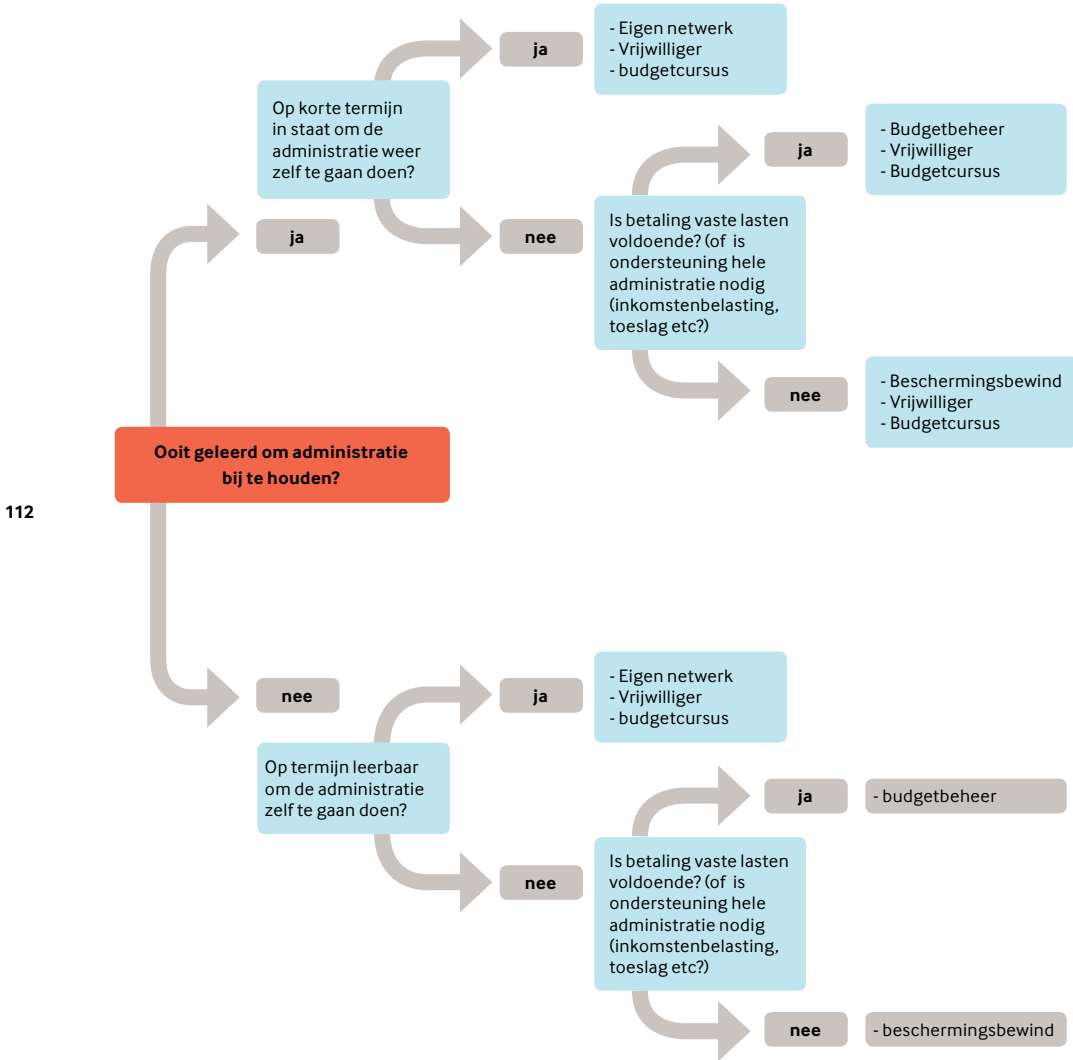 ja
- Eigen netwerk
- Vrijwilliger
- budgetcursus
Op korte termijn
in staat om de
administratie weer
zelf te gaan doen?
ja
- Budgetbeheer
- Vrijwilliger
- Budgetcursus
ja
nee
Is betaling vaste lasten
voldoende? (of is
ondersteuning hele
administratie nodig
(inkomstenbelasting,
toeslag etc?)
nee
- Beschermingsbewind
- Vrijwilliger
- Budgetcursus
Ooit geleerd om administratie
bij te houden?
112
nee
ja
- Eigen netwerk
- Vrijwilliger
- budgetcursus
Op termijn leerbaar
om de administratie
zelf te gaan doen?
ja
- budgetbeheer
nee
Is betaling vaste lasten
voldoende? (of is
ondersteuning hele
administratie nodig
(inkomstenbelasting,
toeslag etc?)
nee
- beschermingsbewind